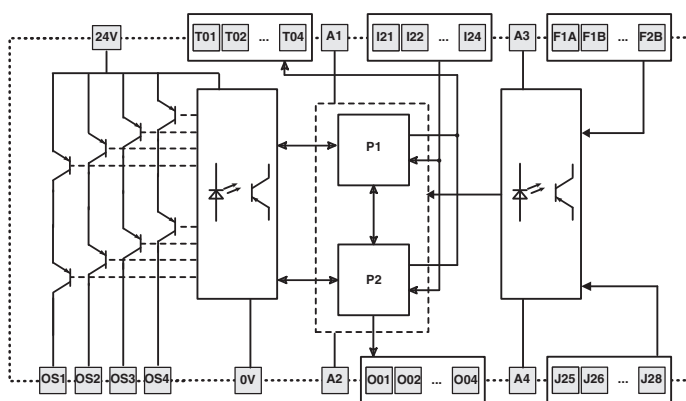 24V T01 T02 ... T04 A1 I21 I22 ... I24 A3 F1A F1B ... F2B
P1
P2
OS1 OS2 OS3 OS4 0V A2 O01 O02 ... O04 A4 J25 J26 ... J28